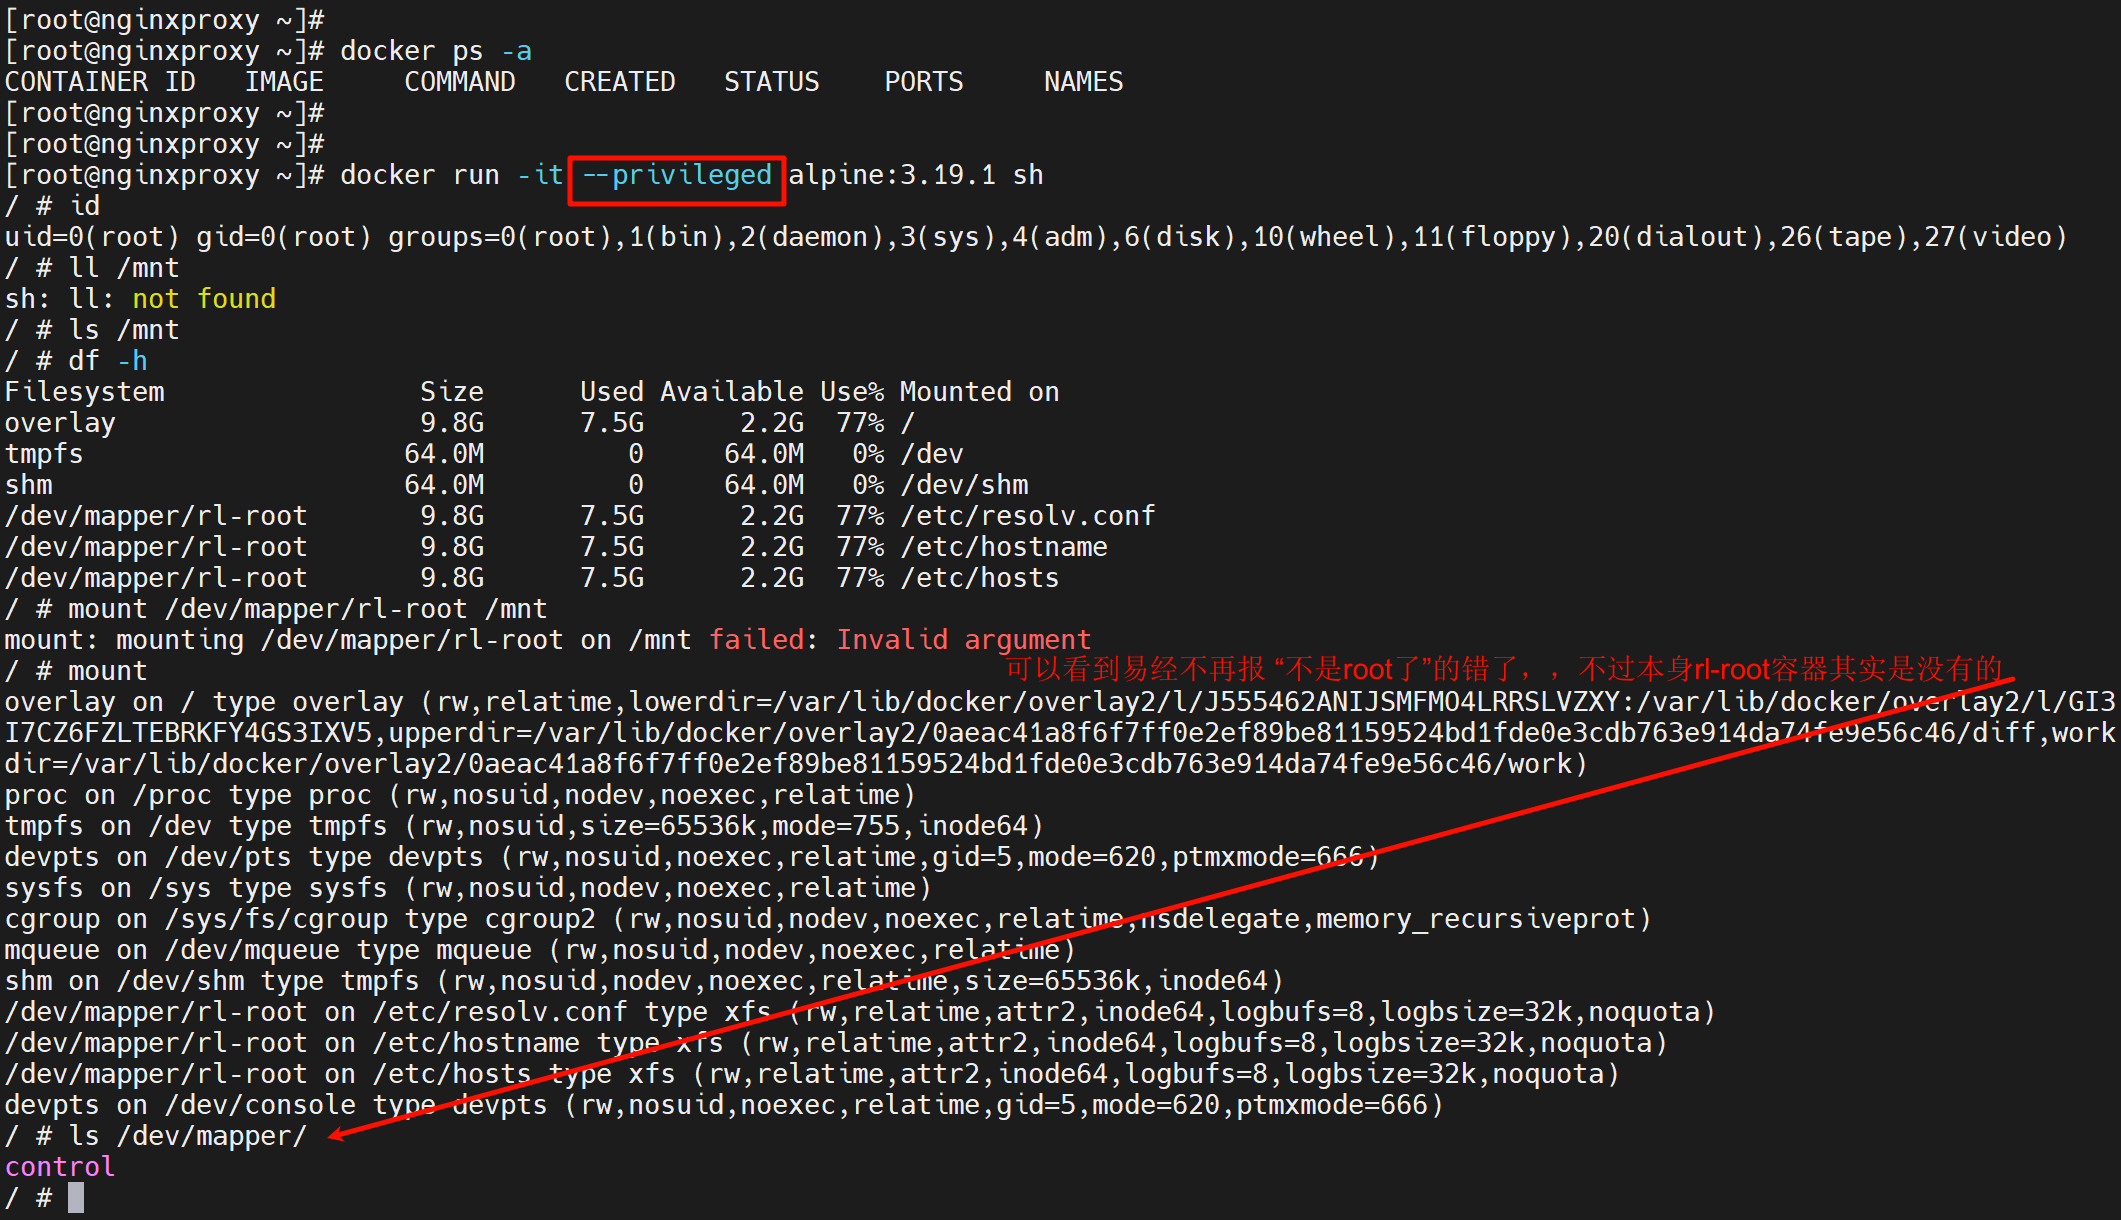 [root@nginxproxy ~]#
[root@nginxproxy ~]# docker ps -a
CONTAINER ID   IMAGE     COMMAND   CREATED   STATUS    PORTS     NAMES
[root@nginxproxy ~]#
[root@nginxproxy ~]#
[root@nginxproxy ~]# docker run -it --privileged alpine:3.19.1 sh
/ # id
uid=0(root) gid=0(root) groups=0(root),1(bin),2(daemon),3(sys),4(adm),6(disk),10(wheel),11(floppy),20(dialout),26(tape),27(video)
/ # ll /mnt
sh: ll: not found
/ # ls /mnt
/ # df -h
Filesystem                Size      Used Available Use% Mounted on
overlay                   9.8G      7.5G      2.2G  77% /
tmpfs                    64.0M         0     64.0M   0% /dev
shm                      64.0M         0     64.0M   0% /dev/shm
/dev/mapper/rl-root       9.8G      7.5G      2.2G  77% /etc/resolv.conf
/dev/mapper/rl-root       9.8G      7.5G      2.2G  77% /etc/hostname
/dev/mapper/rl-root       9.8G      7.5G      2.2G  77% /etc/hosts
/ # mount /dev/mapper/rl-root /mnt
mount: mounting /dev/mapper/rl-root on /mnt failed: Invalid argument
/ # mount
可以看到易经不再报 “不是root了”的错了，，不过本身rl-root容器其实是没有的
overlay on / type overlay (rw,relatime,lowerdir=/var/lib/docker/overlay2/l/J555462ANIJSMFMO4LRRSLVZXY:/var/lib/docker/overlay2/l/GI3
I7CZ6FZLTEBRKFY4GS3IXV5,upperdir=/var/lib/docker/overlay2/0aeac41a8f6f7ff0e2ef89be81159524bd1fde0e3cdb763e914da74fe9e56c46/diff,work
dir=/var/lib/docker/overlay2/0aeac41a8f6f7ff0e2ef89be81159524bd1fde0e3cdb763e914da74fe9e56c46/work)
proc on /proc type proc (rw,nosuid,nodev,noexec,relatime)
tmpfs on /dev type tmpfs (rw,nosuid,size=65536k,mode=755,inode64)
devpts on /dev/pts type devpts (rw,nosuid,noexec,relatime,gid=5,mode=620,ptmxmode=666)
sysfs on /sys type sysfs (rw,nosuid,nodev,noexec,relatime)
cgroup on /sys/fs/cgroup type cgroup2 (rw,nosuid,nodev,noexec,relatime,nsdelegate,memory_recursiveprot)
mqueue on /dev/mqueue type mqueue (rw,nosuid,nodev,noexec,relatime)
shm on /dev/shm type tmpfs (rw,nosuid,nodev,noexec,relatime,size=65536k,inode64)
/dev/mapper/rl-root on /etc/resolv.conf type xfs (rw,relatime,attr2,inode64,logbufs=8,logbsize=32k,noquota)
/dev/mapper/rl-root on /etc/hostname type xfs (rw,relatime,attr2,inode64,logbufs=8,logbsize=32k,noquota)
/dev/mapper/rl-root on /etc/hosts type xfs (rw,relatime,attr2,inode64,logbufs=8,logbsize=32k,noquota)
devpts on /dev/console type devpts (rw,nosuid,noexec,relatime,gid=5,mode=620,ptmxmode=666)
/ # ls /dev/mapper/
control
/ #